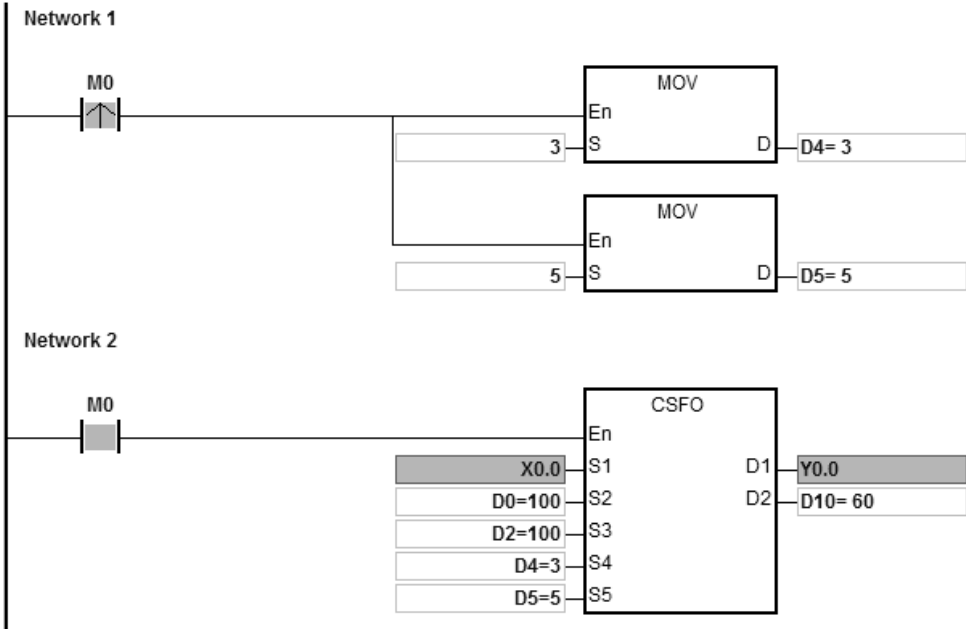 Network 1
M0
MOV
En
3 S D D4= 3
MOV
En
5 S D D5= 5
Network 2
M0
CSFO
En
X0.0 S1 D1 Y0.0
D0=100 S2 D2 D10= 60
D2=100 S3
D4=3 S4
D5=5 S5